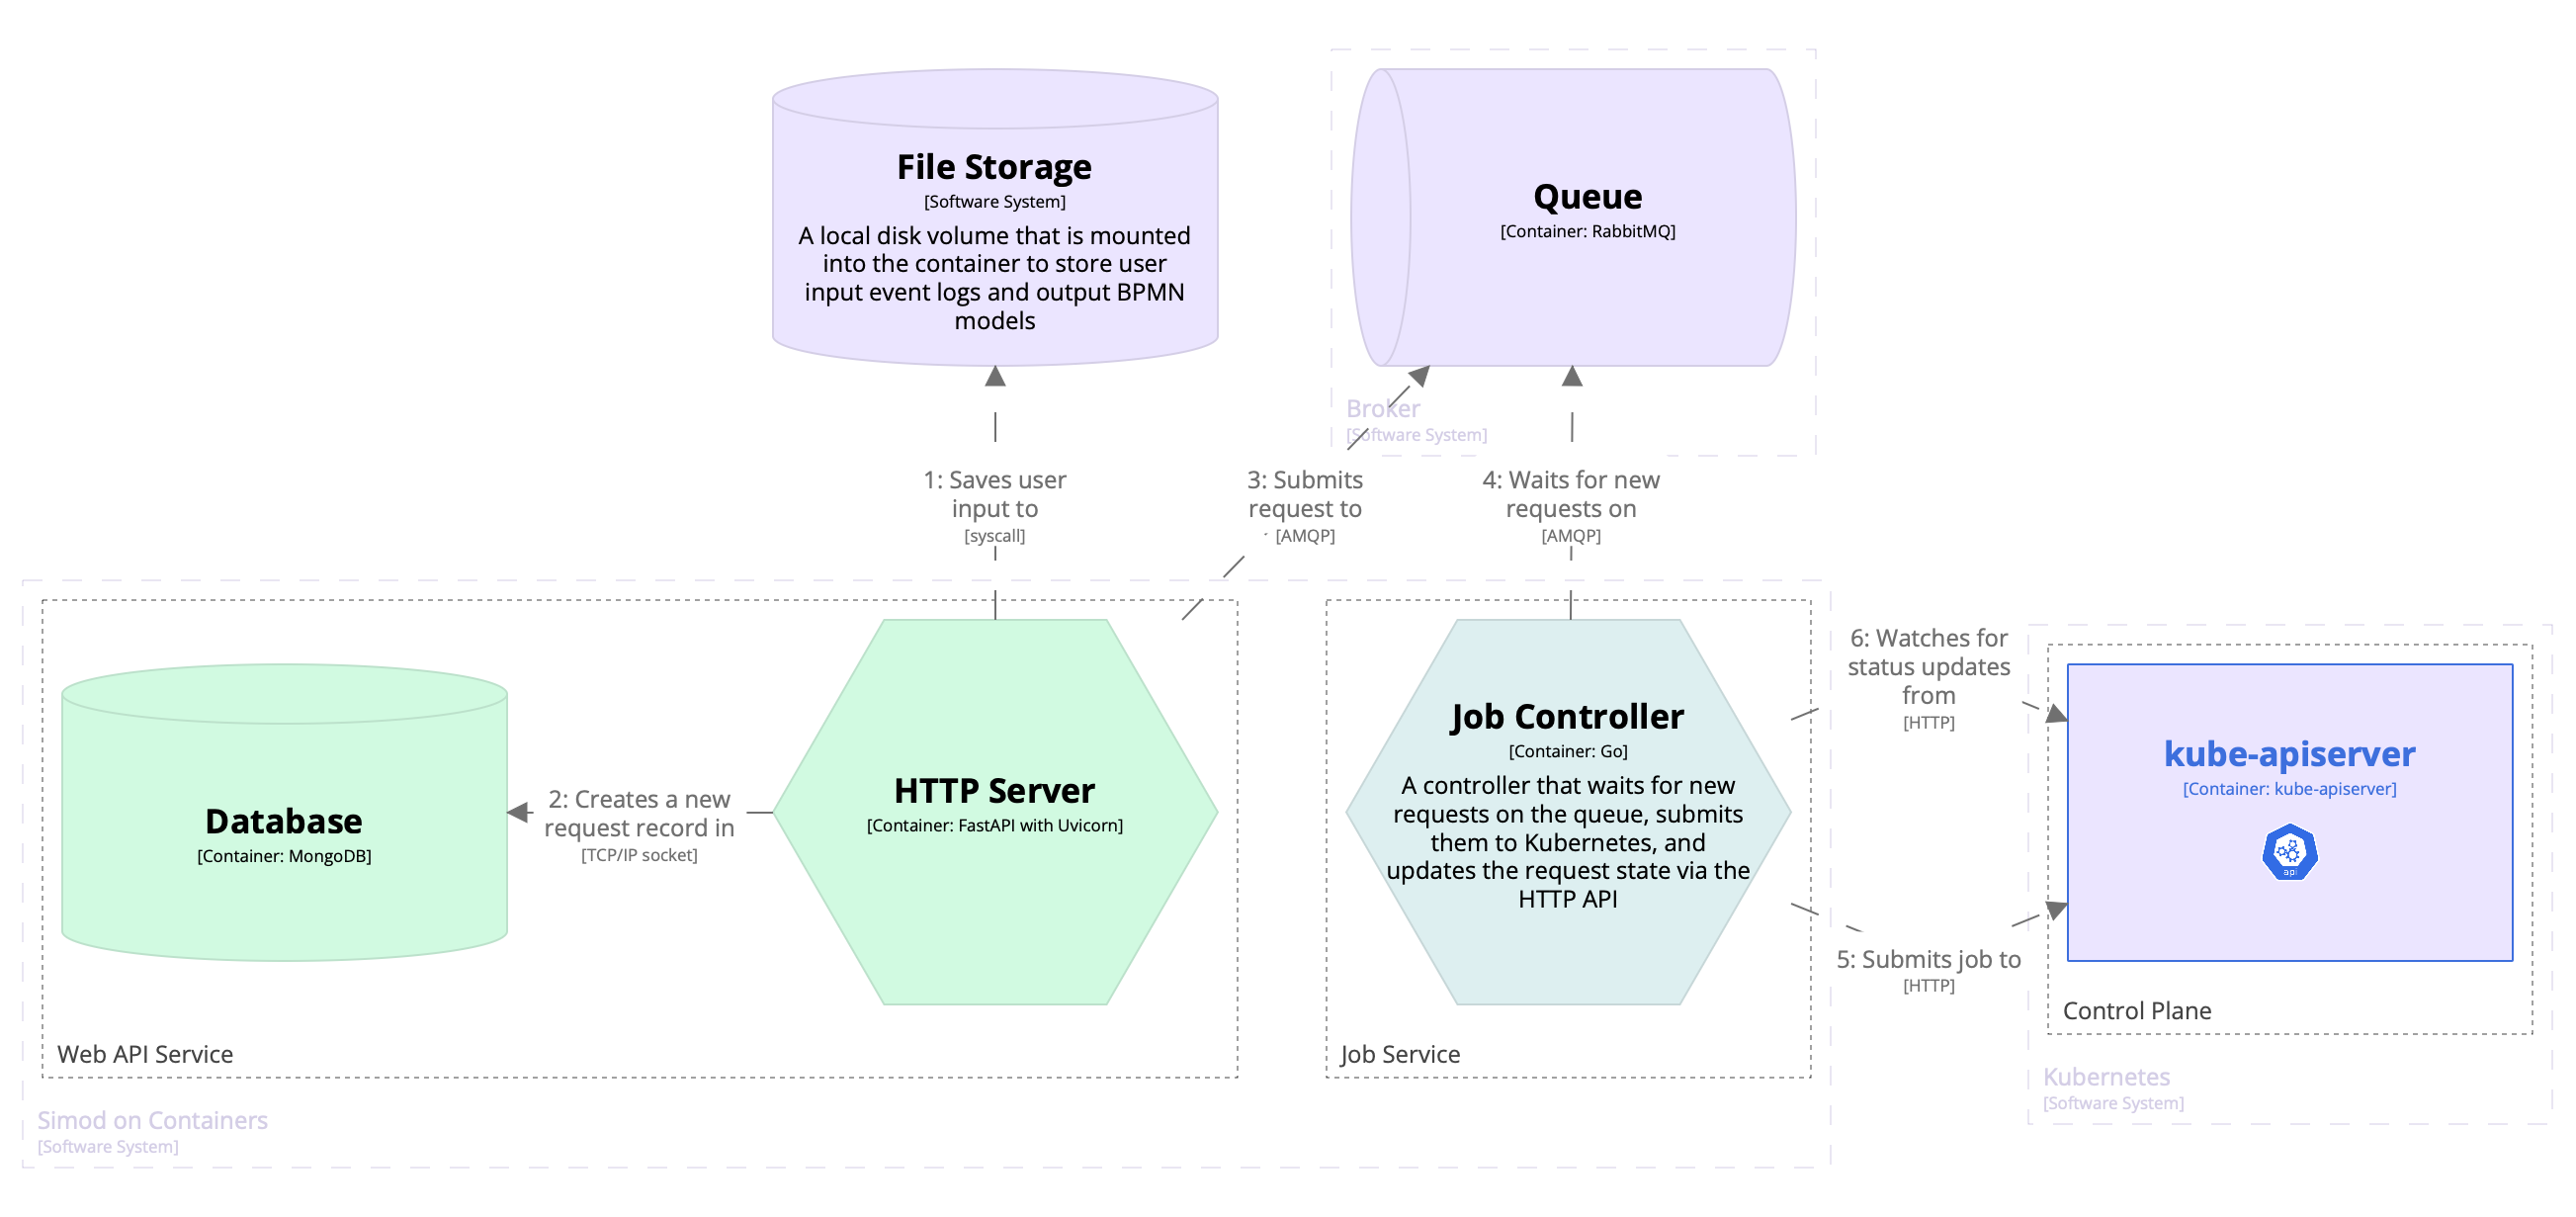 File Storage
[Software System]
A local disk volume that is mounted
into the container to store user
input event logs and output BPMN
models
Queue
[Container: RabbitMQ]
Broker
[Software System]
1: Saves user
input to
[syscall]
3: Submits
request to
[AMQP]
4: Waits for new
requests on
[AMQP]
Database
[Container: MongoDB]
2: Creates a new
request record in
[TCP/IP socket]
HTTP Server
[Container: FastAPI with Uvicorn]
Web API Service
Job Controller
[Container: Go]
A controller that waits for new
requests on the queue, submits
them to Kubernetes, and
updates the request state via the
HTTP API
Job Service
Simod on Containers
[Software System]
6: Watches for
status updates
from
[HTTP]
5: Submits job to
[HTTP]
kube-apiserver
[Container: kube-apiserver]
api
Control Plane
Kubernetes
[Software System]